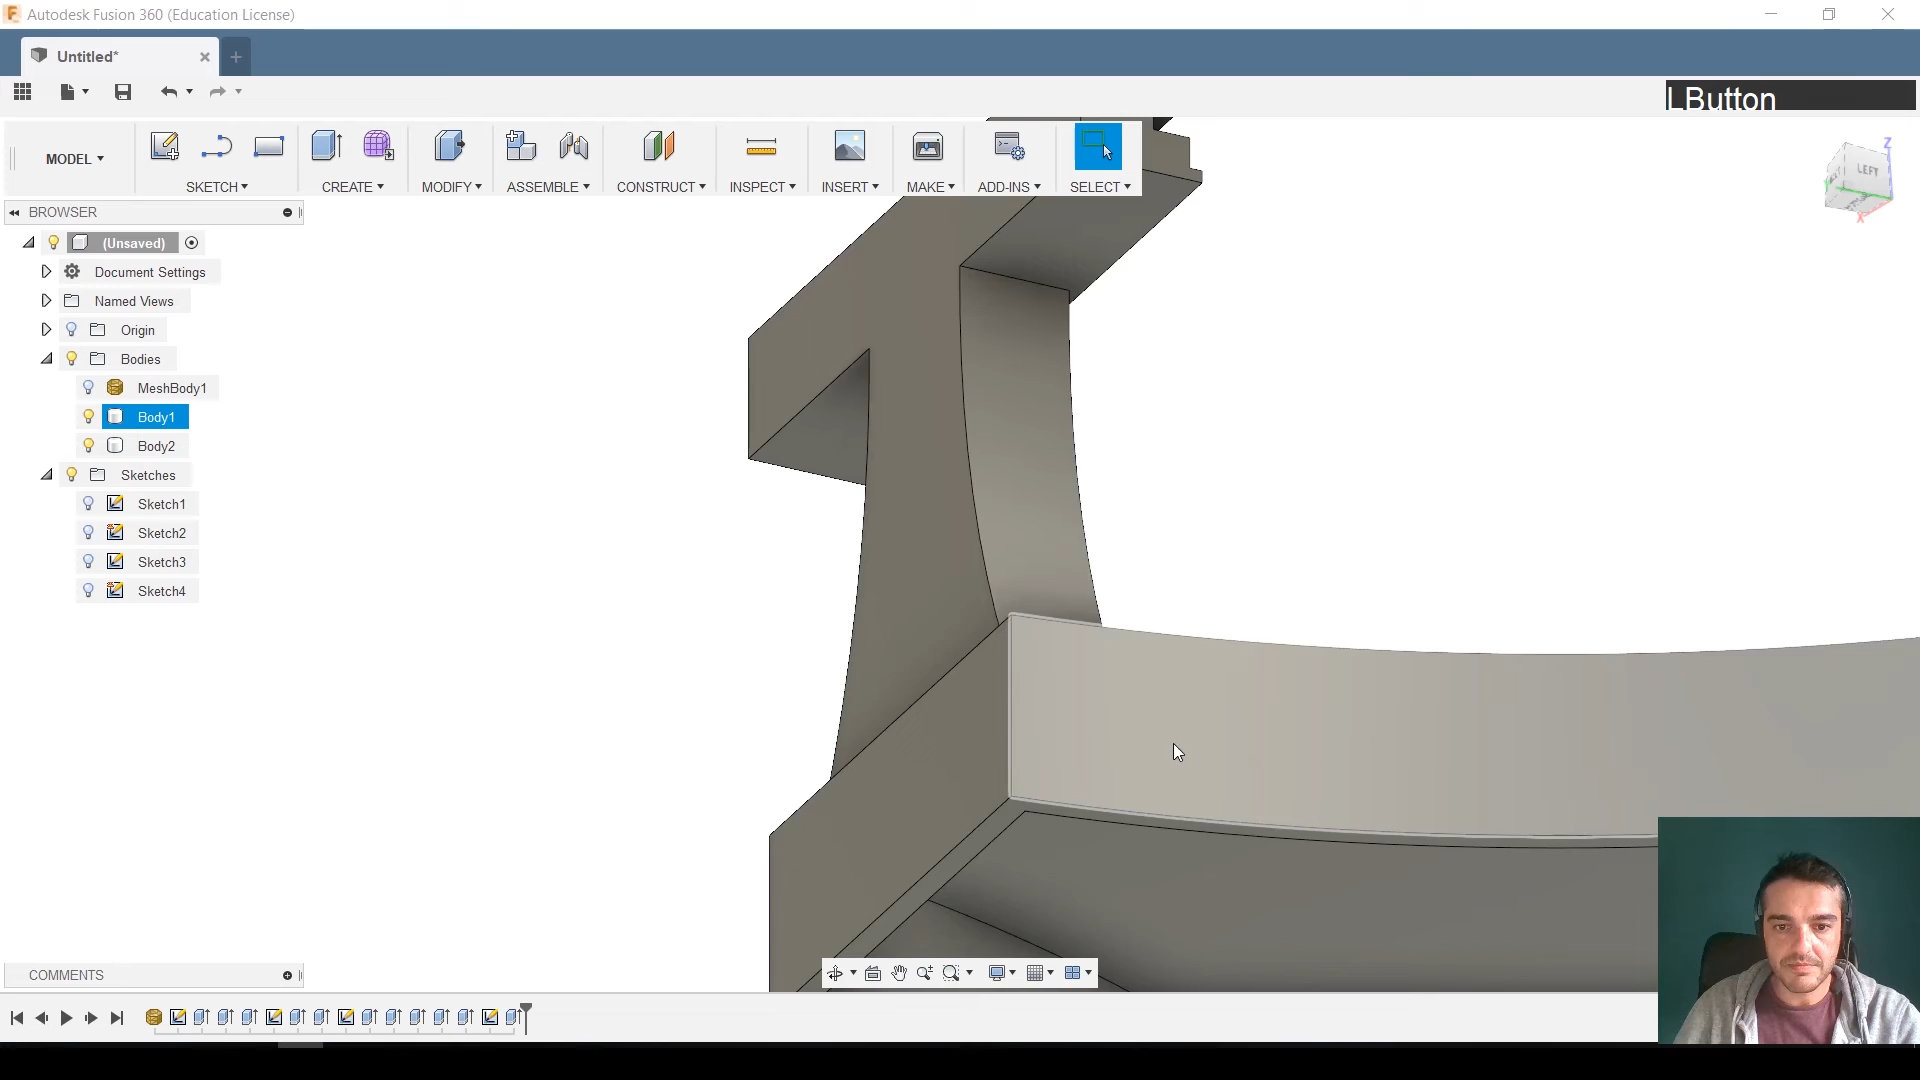 Autodesk Fusion 360 (Education License)
Untitled*
LButton
MODEL
SKETCH
CREATE
MODIFY
ASSEMBLE
CONSTRUCT
INSPECT
INSERT
MAKE
ADD-INS
SELECT
Z
LEFT
X
BROWSER
(Unsaved)
Document Settings
Named Views
Origin
Bodies
MeshBody1
Body1
Body2
Sketches
Sketch1
Sketch2
Sketch3
Sketch4
COMMENTS